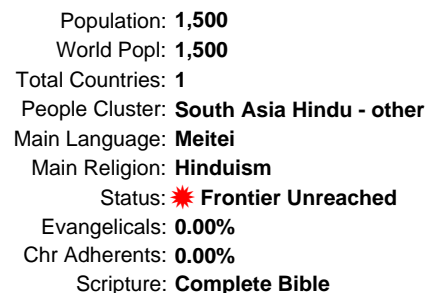 Population: 1,500
World Popl: 1,500
Total Countries: 1
People Cluster: South Asia Hindu - other
Main Language: Meitei
Main Religion: Hinduism
Status: Frontier Unreached
Evangelicals: 0.00%
Chr Adherents: 0.00%
Scripture: Complete Bible